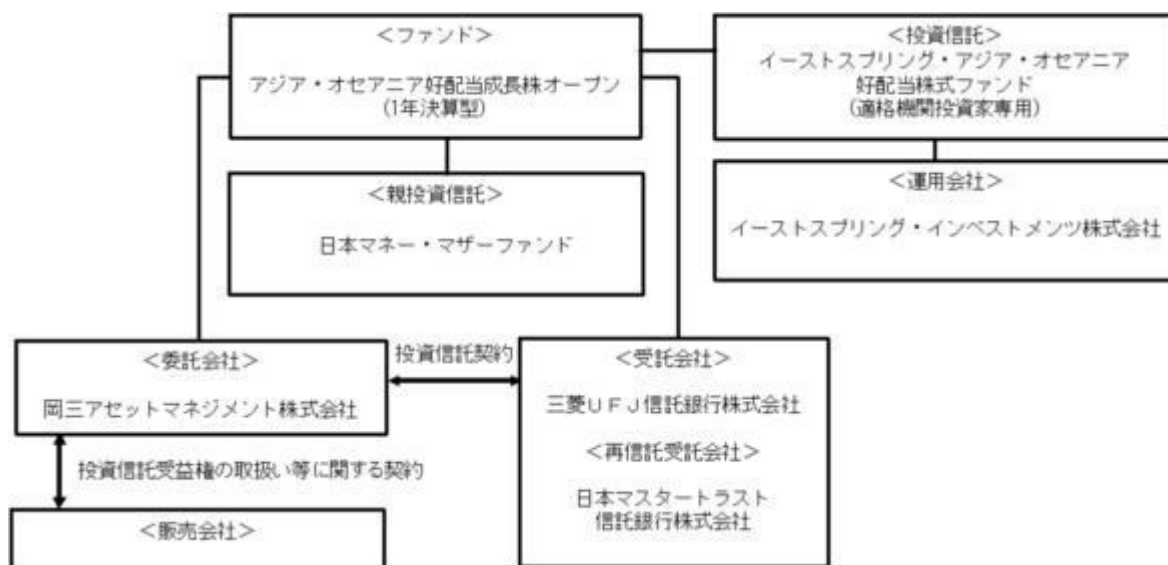 ＜ファンド＞
アジア・オセアニア好配当成長株オープン
(1年決算型)
＜投資信託＞
イーストスプリング・アジア・オセアニア
好配当株式ファンド
(適格機関投資家専用)
＜親投資信託＞
日本マネー・マザーファンド
＜運用会社＞
イーストスプリング・インベストメンツ株式会社
＜委託会社＞
岡三アセットマネジメント株式会社
投資信託契約
＜受託会社＞
三菱ＵＦＪ信託銀行株式会社
＜再信託受託会社＞
日本マスタートラスト
信託銀行株式会社
投資信託受益権の取扱い等に関する契約
＜販売会社＞